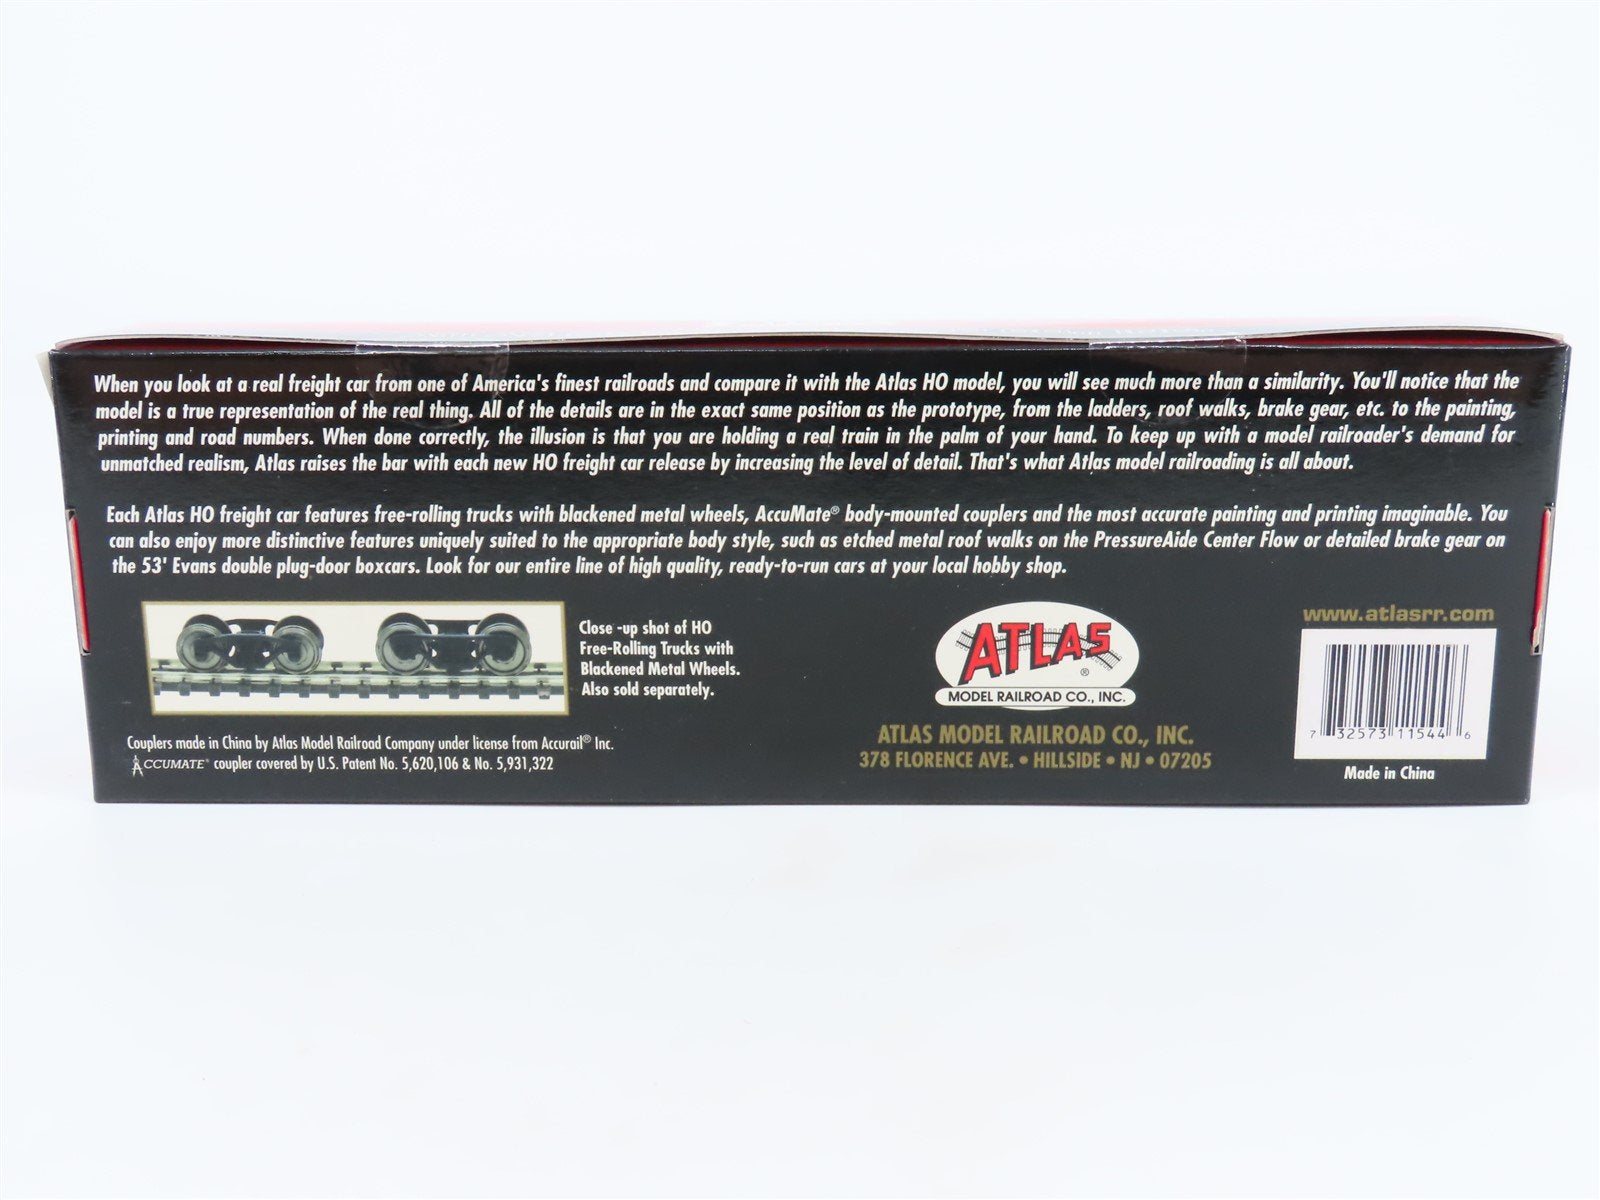 When you look at a real freight car from one of America's finest railroads and compare it with the Atlas HO model, you will see much more than a similarity. You'll notice that the
model is a true representation of the real thing. All of the details are in the exact same position as the prototype, from the ladders, roof walks, brake gear, etc. to the painting,
printing and road numbers. When done correctly, the illusion is that you are holding a real train in the palm of your hand. To keep up with a model railroader's demand for
unmatched realism, Atlas raises the bar with each new HO freight car release by increasing the level of detail. That's what Atlas model railroading is all about.
Each Atlas HO freight car features free-rolling trucks with blackened metal wheels, AccuMate® body-mounted couplers and the most accurate painting and printing imaginable. You
can also enjoy more distinctive features uniquely suited to the appropriate body style, such as etched metal roof walks on the PressureAide Center Flow or detailed brake gear on
the 53' Evans double plug-door boxcars. Look for our entire line of high quality, ready-to-run cars at your local hobby shop.
Close -up shot of HO
Free-Rolling Trucks with
Blackened Metal Wheels.
Also sold separately.
Couplers made in China by Atlas Model Railroad Company under license from Accurail® Inc.
ACCUMATE® coupler covered by U.S. Patent No. 5,620,106 & No. 5,931,322
ATLAS®
MODEL RAILROAD CO., INC.
ATLAS MODEL RAILROAD CO., INC.
378 FLORENCE AVE. • HILLSIDE • NJ • 07205
www.atlasrr.com
7 32573 11544 6
Made in China